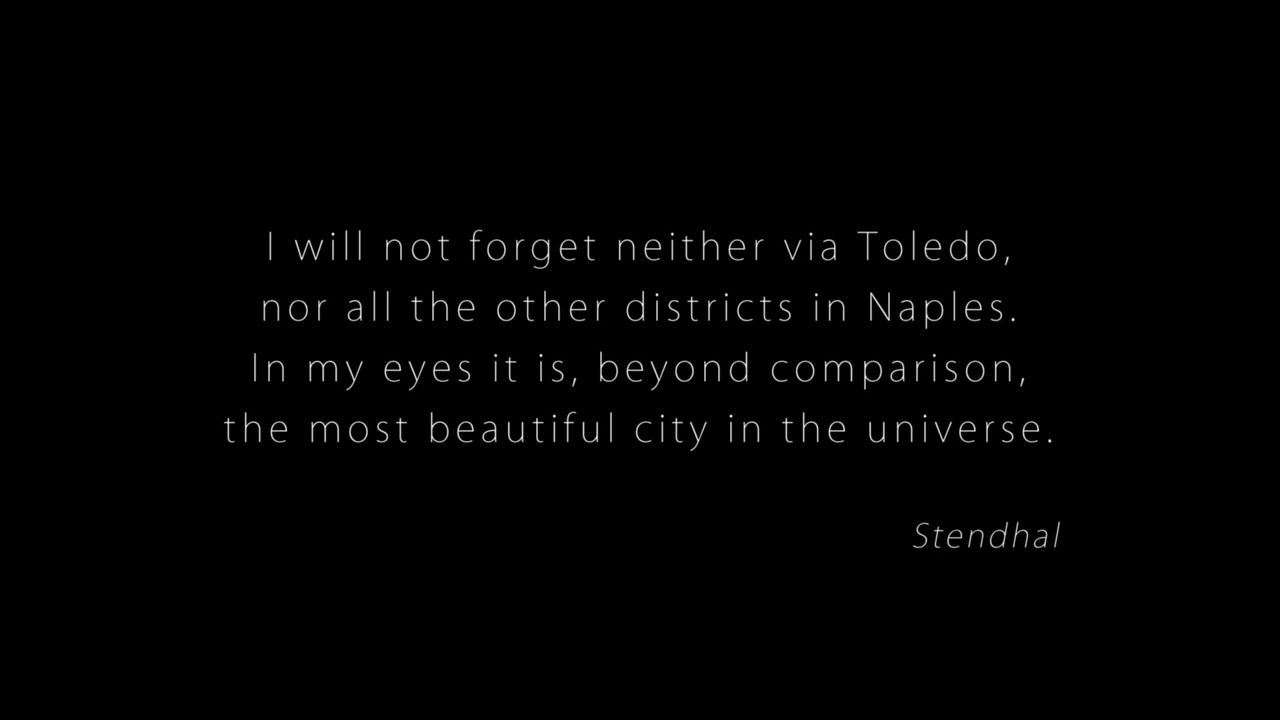 I will not forget neither via Toledo,
nor all the other districts in Naples.
In my eyes it is, beyond comparison,
the most beautiful city in the universe.
Stendhal